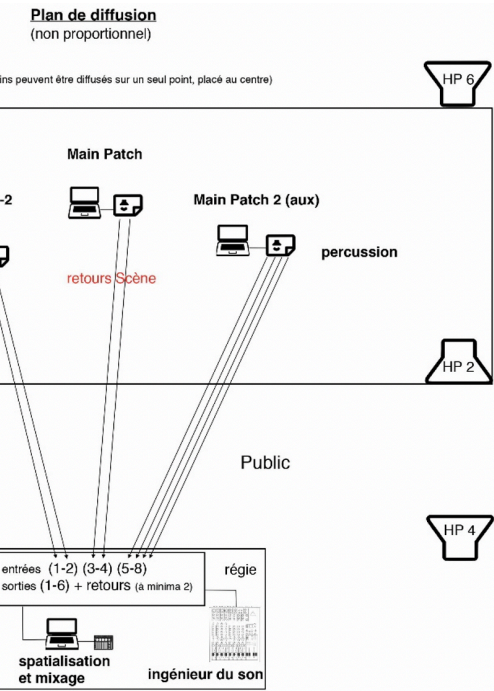 Plan de diffusion
(non proportionnel)
ins peuvent être diffusés sur un seul point, placé au centre)
HP 6
Main Patch
-2
Main Patch 2 (aux)
percussion
retours Scène
HP 2
Public
HP 4
entrées (1-2) (3-4) (5-8)
régie
sorties (1-6) + retours (à minima 2)
spatialisation
et mixage
ingénieur du son